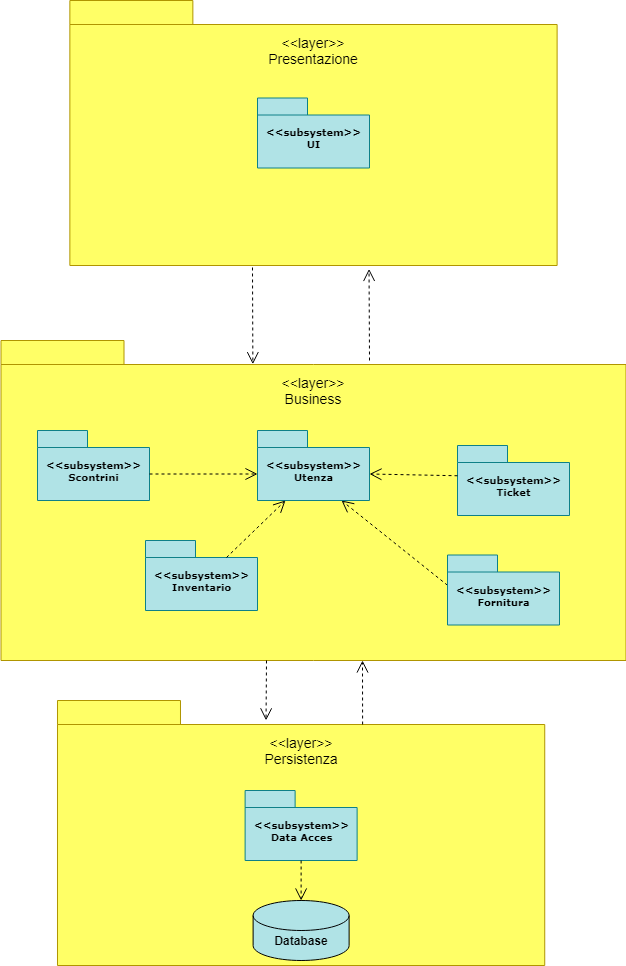 <<layer>>
Presentazione
<<subsystem>>
UI
<<layer>>
Business
<<subsystem>>
Scontrini
<<subsystem>>
Utenza
<<subsystem>>
Ticket
<<subsystem>>
Inventario
<<subsystem>>
Fornitura
<<layer>>
Persistenza
<<subsystem>>
Data Acces
Database